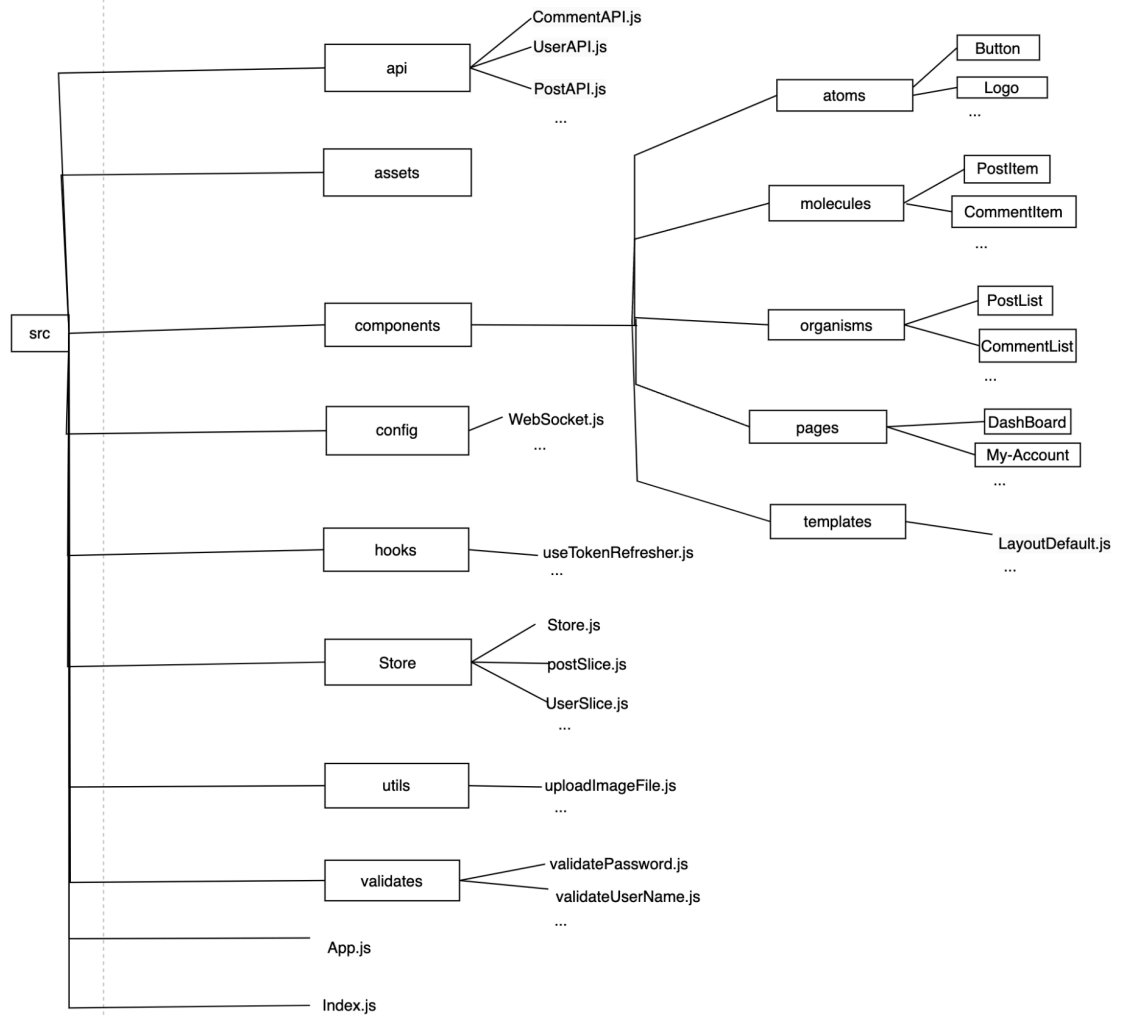 src
api
CommentAPI.js
UserAPI.js
PostAPI.js
...
assets
components
atoms
Button
Logo
...
molecules
PostItem
CommentItem
...
organisms
PostList
CommentList
...
pages
DashBoard
My-Account
...
templates
LayoutDefault.js
...
config
WebSocket.js
...
hooks
useTokenRefresher.js
...
Store
Store.js
postSlice.js
UserSlice.js
...
utils
uploadImageFile.js
...
validates
validatePassword.js
validateUserName.js
...
App.js
Index.js